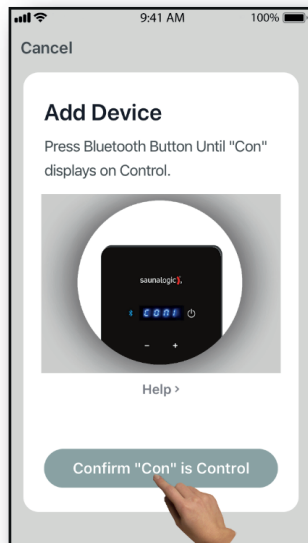 9:41 AM
100%
Cancel
Add Device
Press Bluetooth Button Until "Con"
displays on Control.
saunalogic
- +
Help >
Confirm "Con" is Control